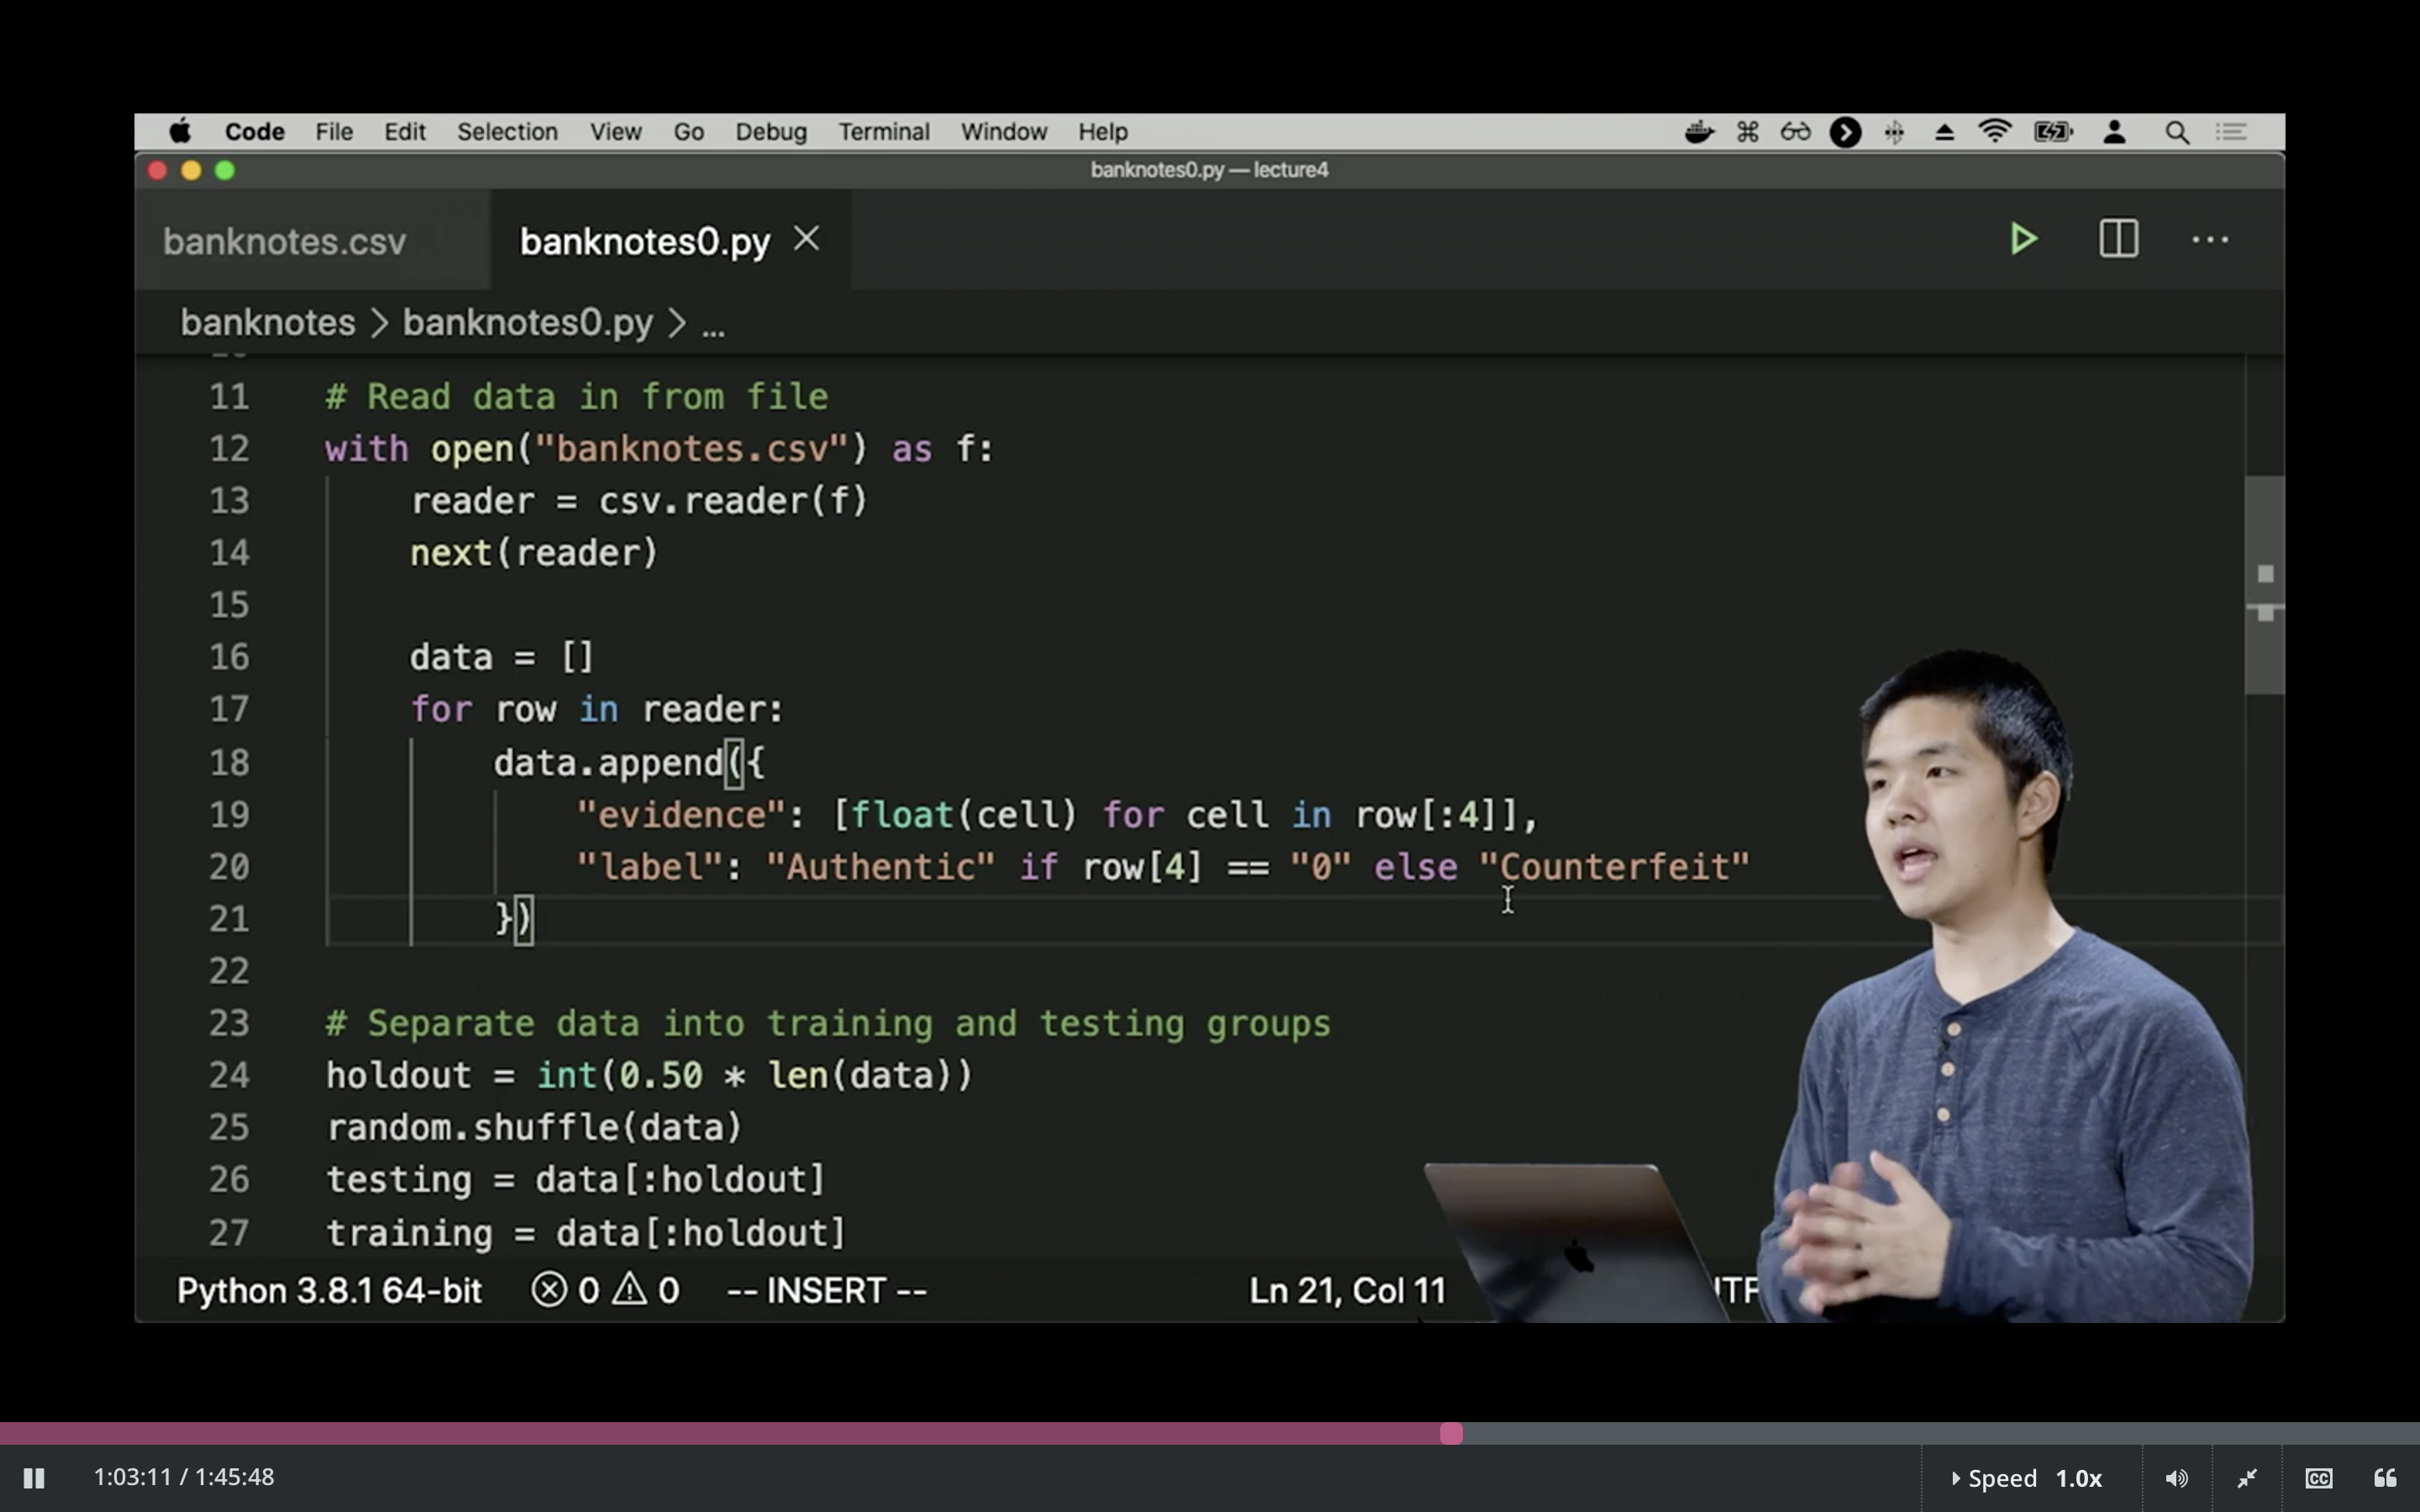 Code File Edit Selection View Go Debug Terminal Window Help
banknotes0.py — lecture4
banknotes.csv banknotes0.py
banknotes > banknotes0.py > ...
11 # Read data in from file
12 with open("banknotes.csv") as f:
13     reader = csv.reader(f)
14     next(reader)
15
16     data = []
17     for row in reader:
18         data.append({
19             "evidence": [float(cell) for cell in row[:4]],
20             "label": "Authentic" if row[4] == "0" else "Counterfeit"
21         })
22
23 # Separate data into training and testing groups
24 holdout = int(0.50 * len(data))
25 random.shuffle(data)
26 testing = data[:holdout]
27 training = data[:holdout]
Python 3.8.1 64-bit 0 0 -- INSERT -- Ln 21, Col 11
1:03:11 / 1:45:48 Speed 1.0x CC